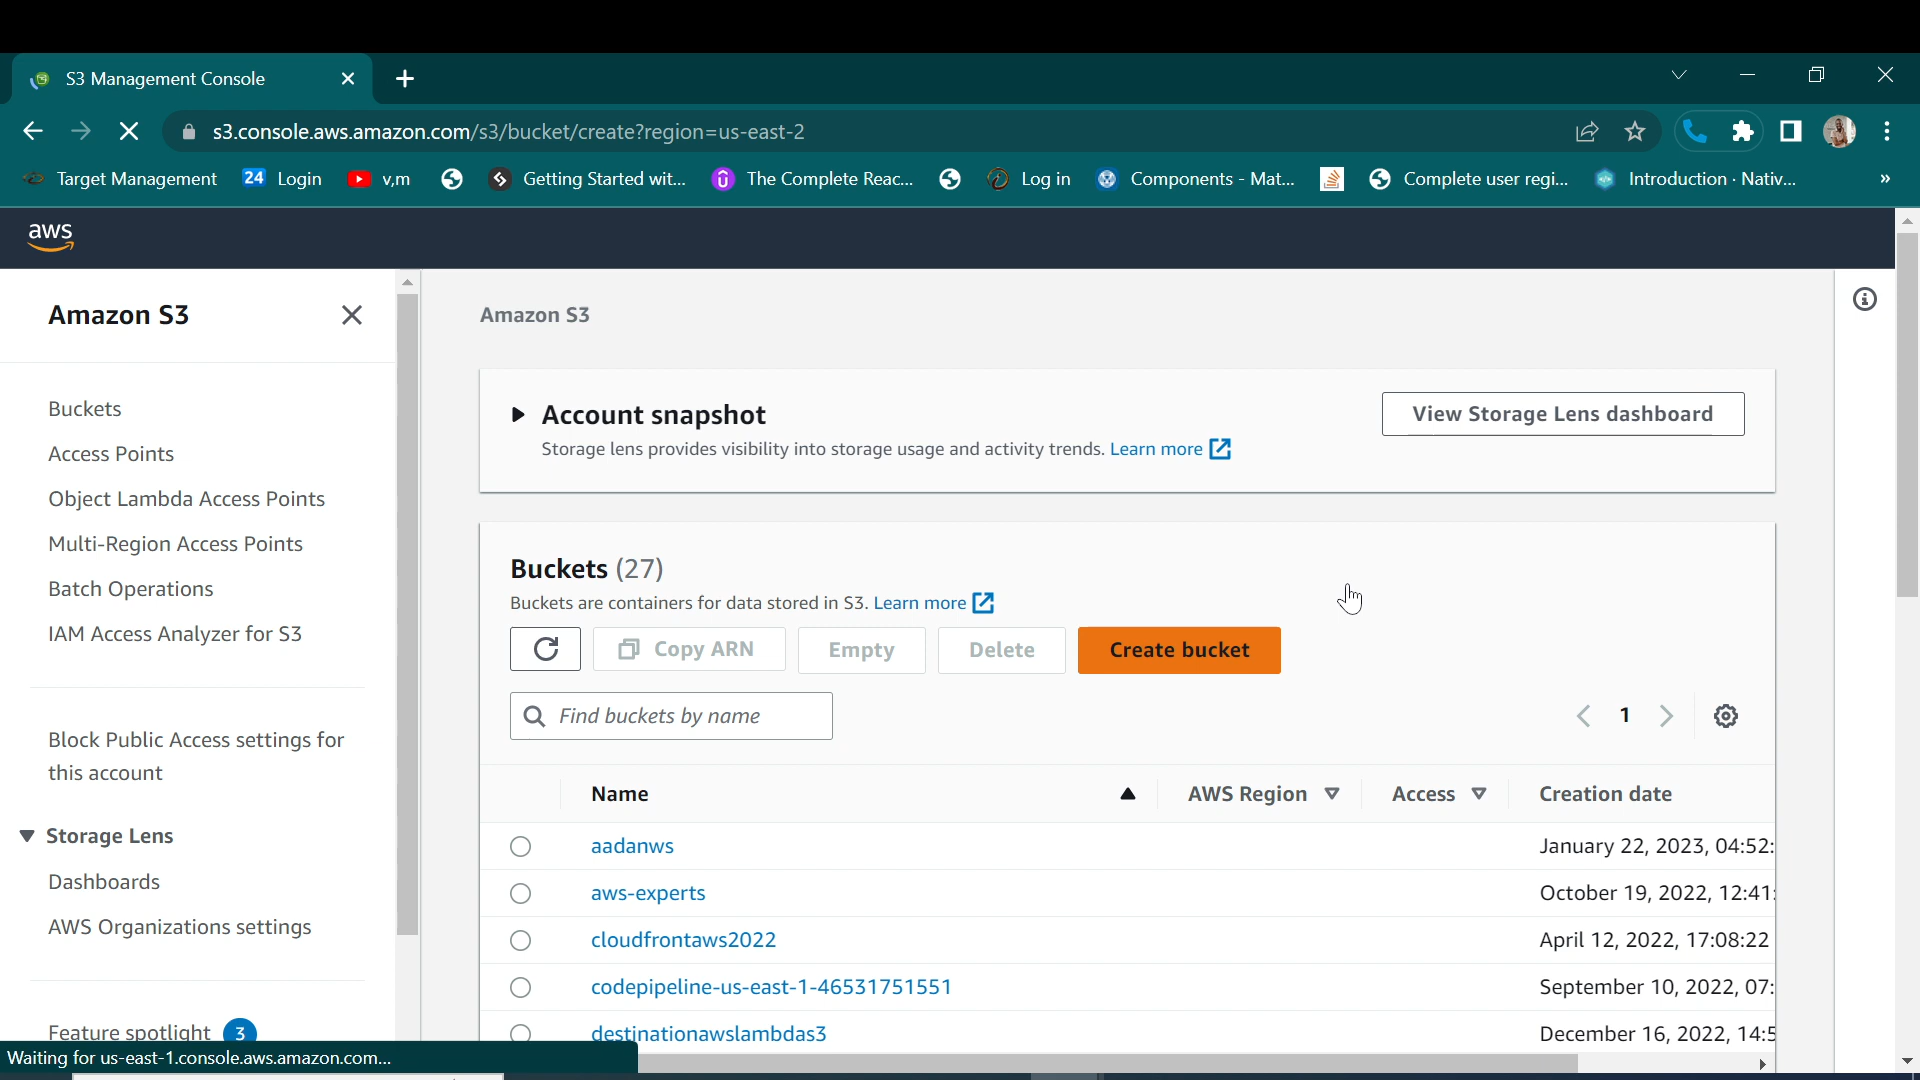 S3 Management Console
s3.console.aws.amazon.com/s3/bucket/create?region=us-east-2
Target Management 24 Login v,m Getting Started wit... The Complete Reac... Log in Components - Mat... Complete user regi... Introduction · Nativ... »
aws
Amazon S3
Buckets
Access Points
Object Lambda Access Points
Multi-Region Access Points
Batch Operations
IAM Access Analyzer for S3
Block Public Access settings for
this account
Storage Lens
Dashboards
AWS Organizations settings
Feature spotlight 3
Waiting for us-east-1.console.aws.amazon.com...
Amazon S3
Account snapshot
View Storage Lens dashboard
Storage lens provides visibility into storage usage and activity trends. Learn more
Buckets (27)
Buckets are containers for data stored in S3. Learn more
Copy ARN Empty Delete Create bucket
Find buckets by name
1
Name AWS Region Access Creation date
aadanws January 22, 2023, 04:52:
aws-experts October 19, 2022, 12:41:
cloudfrontaws2022 April 12, 2022, 17:08:22
codepipeline-us-east-1-46531751551 September 10, 2022, 07:
destinationawslambdas3 December 16, 2022, 14:5